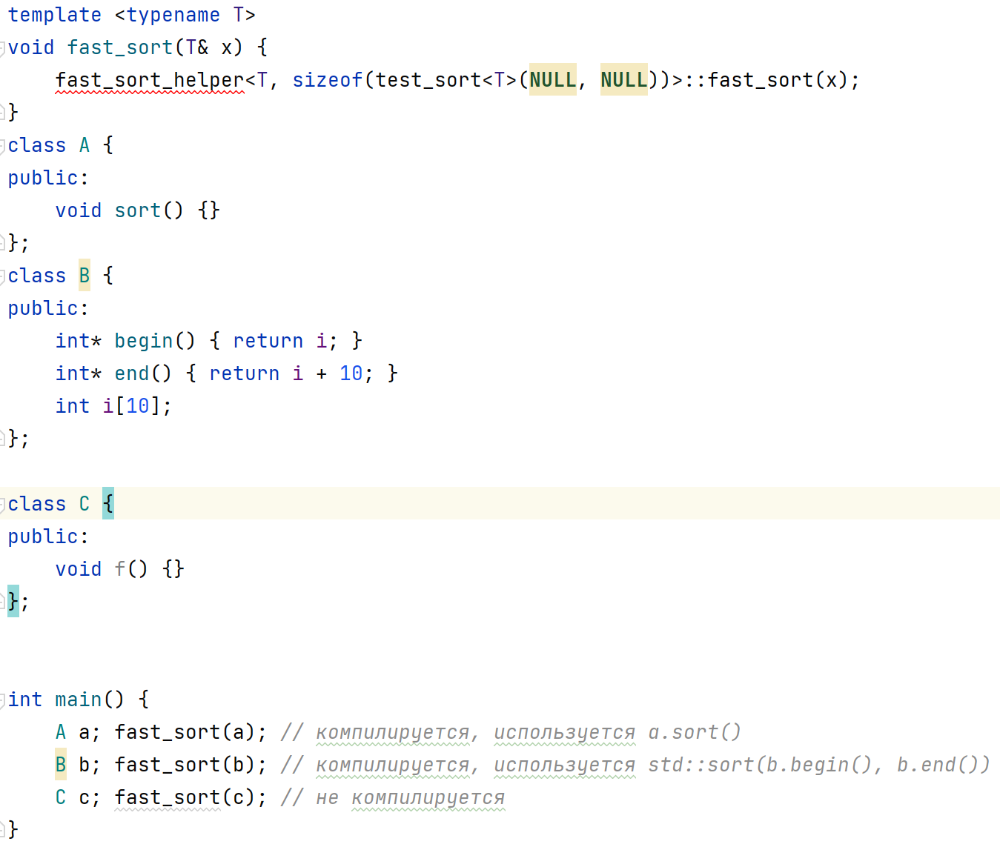 template <typename T>
void fast_sort(T& x) {
    fast_sort_helper<T, sizeof(test_sort<T>(NULL, NULL))>::fast_sort(x);
}
class A {
public:
    void sort() {}
};
class B {
public:
    int* begin() { return i; }
    int* end() { return i + 10; }
    int i[10];
};
class C {
public:
    void f() {}
};
int main() {
    A a; fast_sort(a); // компилируется, используется a.sort()
    B b; fast_sort(b); // компилируется, используется std::sort(b.begin(), b.end())
    C c; fast_sort(c); // не компилируется
}